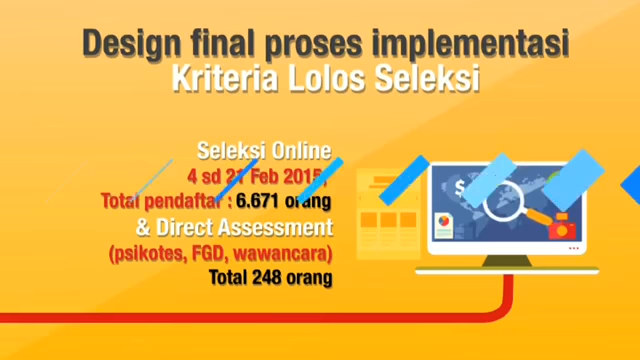 Design final proses implementasi
Kriteria Lolos Seleksi
Seleksi Online
4 sd 21 Feb 2015,
Total pendaftar : 6.671 orang
& Direct Assessment
(psikotes, FGD, wawancara)
Total 248 orang
$